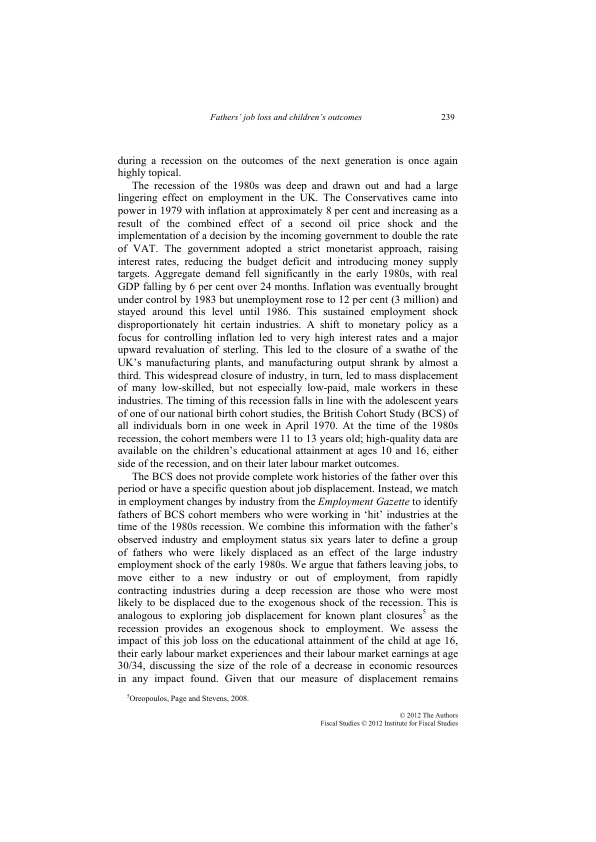 Fathers' job loss and children's outcomes 239
during a recession on the outcomes of the next generation is once again
highly topical.
The recession of the 1980s was deep and drawn out and had a large
lingering effect on employment in the UK. The Conservatives came into
power in 1979 with inflation at approximately 8 per cent and increasing as a
result of the combined effect of a second oil price shock and the
implementation of a decision by the incoming government to double the rate
of VAT. The government adopted a strict monetarist approach, raising
interest rates, reducing the budget deficit and introducing money supply
targets. Aggregate demand fell significantly in the early 1980s, with real
GDP falling by 6 per cent over 24 months. Inflation was eventually brought
under control by 1983 but unemployment rose to 12 per cent (3 million) and
stayed around this level until 1986. This sustained employment shock
disproportionately hit certain industries. A shift to monetary policy as a
focus for controlling inflation led to very high interest rates and a major
upward revaluation of sterling. This led to the closure of a swathe of the
UK's manufacturing plants, and manufacturing output shrank by almost a
third. This widespread closure of industry, in turn, led to mass displacement
of many low-skilled, but not especially low-paid, male workers in these
industries. The timing of this recession falls in line with the adolescent years
of one of our national birth cohort studies, the British Cohort Study (BCS) of
all individuals born in one week in April 1970. At the time of the 1980s
recession, the cohort members were 11 to 13 years old; high-quality data are
available on the children's educational attainment at ages 10 and 16, either
side of the recession, and on their later labour market outcomes.
The BCS does not provide complete work histories of the father over this
period or have a specific question about job displacement. Instead, we match
in employment changes by industry from the Employment Gazette to identify
fathers of BCS cohort members who were working in 'hit' industries at the
time of the 1980s recession. We combine this information with the father's
observed industry and employment status six years later to define a group
of fathers who were likely displaced as an effect of the large industry
employment shock of the early 1980s. We argue that fathers leaving jobs, to
move either to a new industry or out of employment, from rapidly
contracting industries during a deep recession are those who were most
likely to be displaced due to the exogenous shock of the recession. This is
analogous to exploring job displacement for known plant closures5 as the
recession provides an exogenous shock to employment. We assess the
impact of this job loss on the educational attainment of the child at age 16,
their early labour market experiences and their labour market earnings at age
30/34, discussing the size of the role of a decrease in economic resources
in any impact found. Given that our measure of displacement remains
5Oreopoulos, Page and Stevens, 2008.
© 2012 The Authors
Fiscal Studies © 2012 Institute for Fiscal Studies